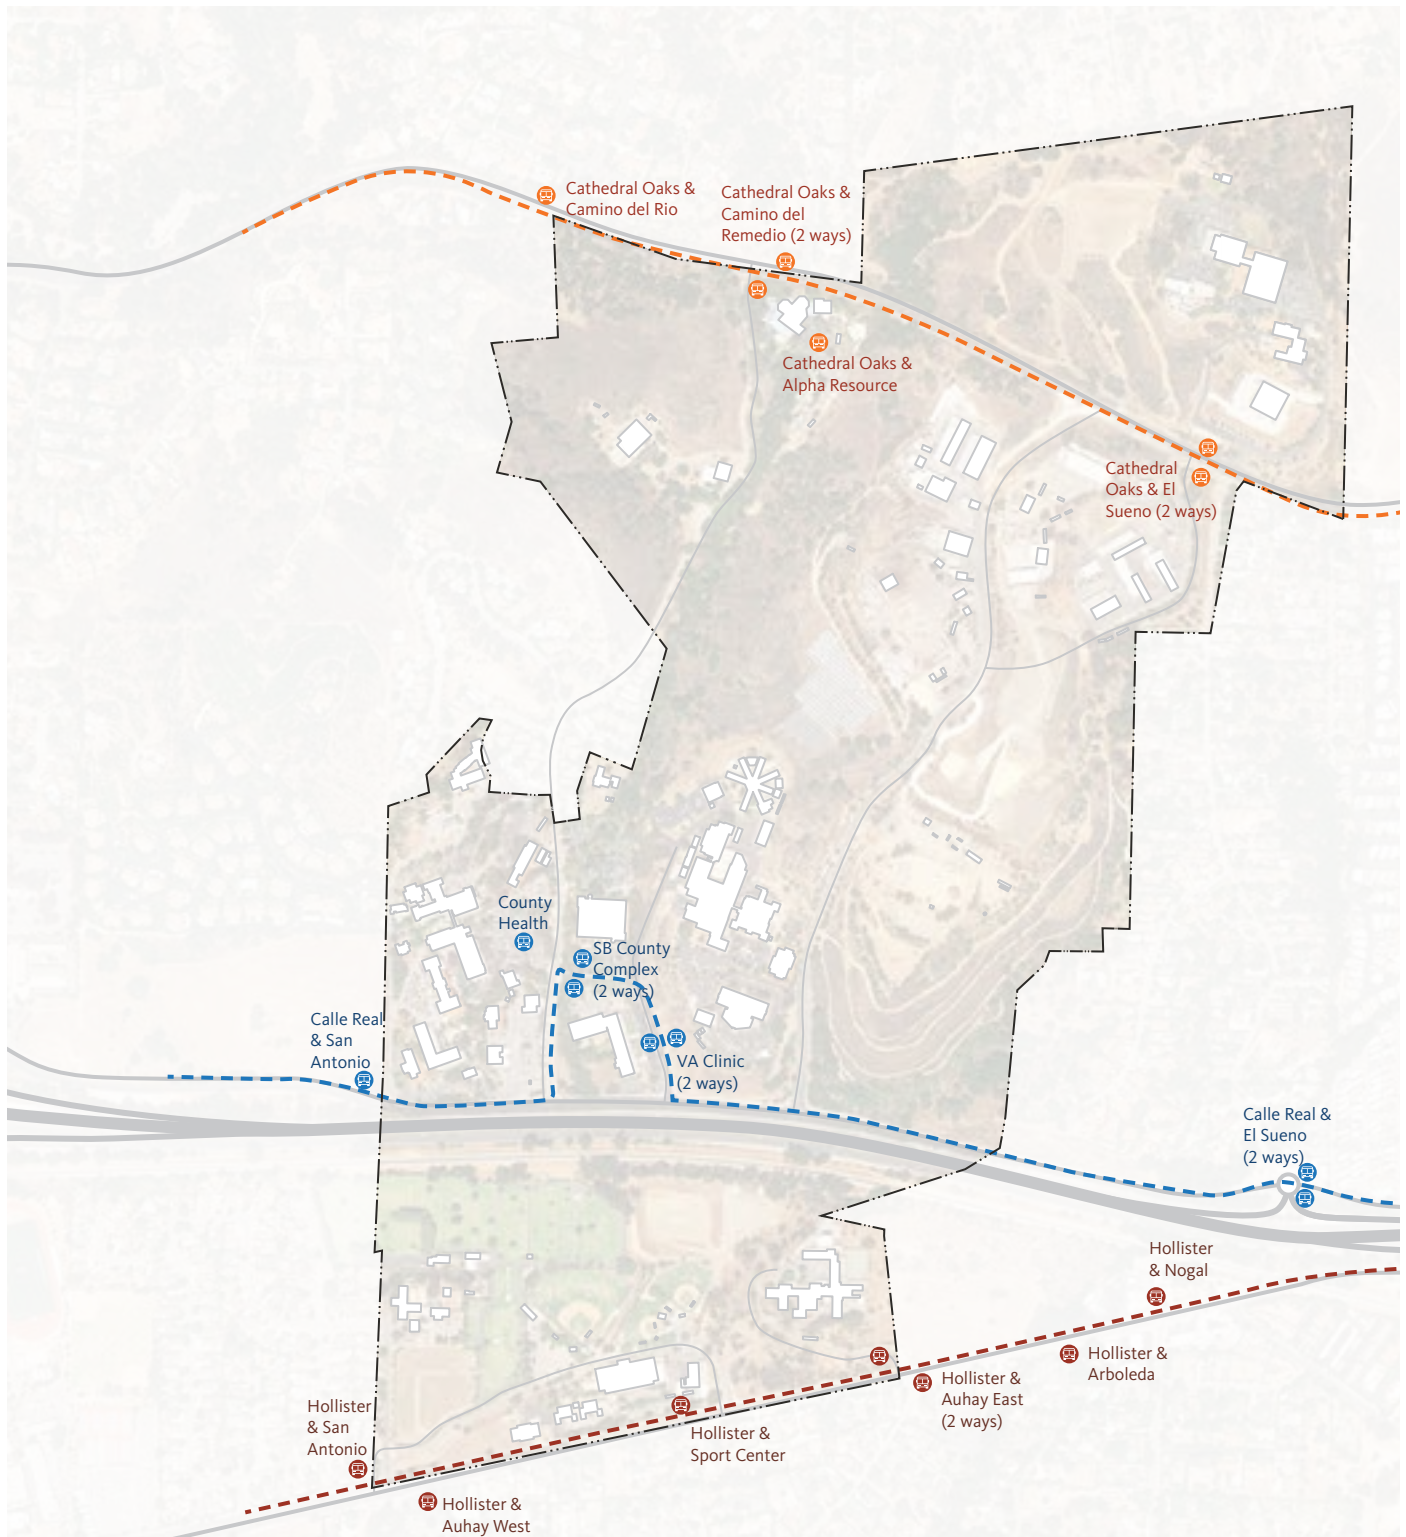 Cathedral Oaks &
Camino del Rio
Cathedral Oaks &
Camino del
Remedio (2 ways)
Cathedral Oaks &
Alpha Resource
Cathedral
Oaks & El
Sueno (2 ways)
County
Health
SB County
Complex
(2 ways)
Calle Real
& San
Antonio
VA Clinic
(2 ways)
Calle Real &
El Sueno
(2 ways)
Hollister
& Nogal
Hollister &
Arboleda
Hollister &
Auhay East
(2 ways)
Hollister
& San
Antonio
Hollister &
Sport Center
Hollister &
Auhay West